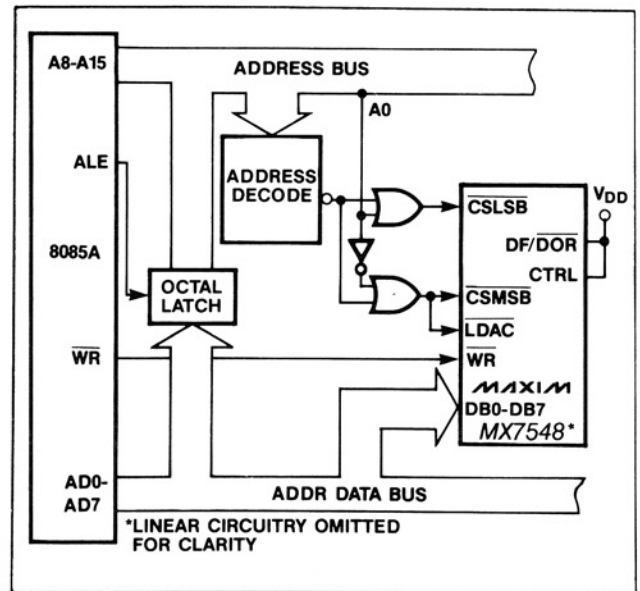 A8-A15
ADDRESS BUS
A0
ALE
ADDRESS
DECODE
CSLSB
VDD
DF/DOR
CTRL
8085A
OCTAL
LATCH
CSMSB
LDAC
WR
WR
MAXIM
DB0-DB7
MX7548*
AD0-
AD7
ADDR DATA BUS
*LINEAR CIRCUITRY OMITTED
FOR CLARITY